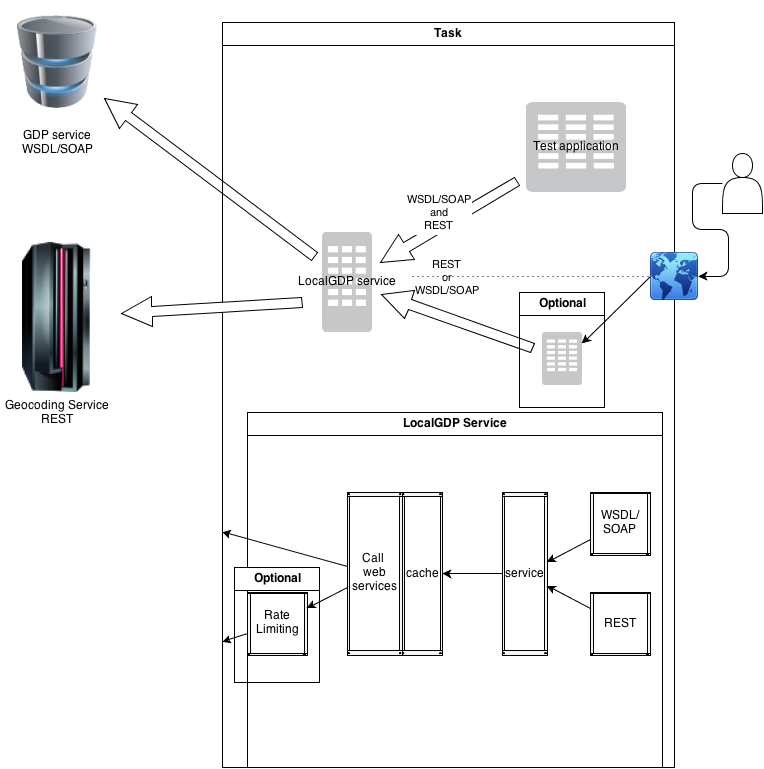 Task
GDP service
WSDL/SOAP
Test application
WSDL/SOAP
and
REST
LocalGDP service
REST
or
WSDL/SOAP
Optional
Geocoding Service
REST
LocalGDP Service
WSDL/
SOAP
Call
web
services
cache
service
Optional
Rate
Limiting
REST